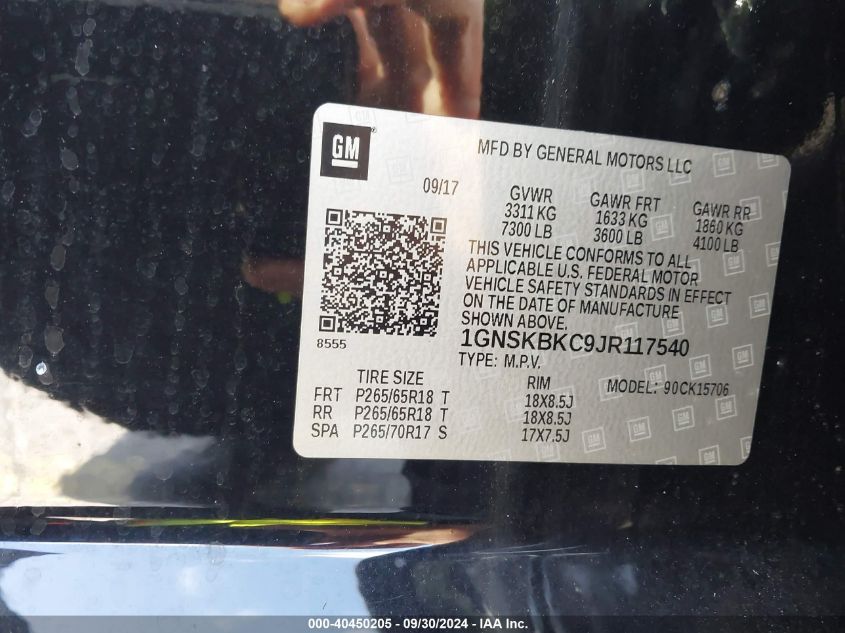 GM
®
MFD BY GENERAL MOTORS LLC
09/17
GVWR GAWR FRT GAWR RR
3311 KG 1633 KG 1860 KG
7300 LB 3600 LB 4100 LB
THIS VEHICLE CONFORMS TO ALL
APPLICABLE U.S. FEDERAL MOTOR
VEHICLE SAFETY STANDARDS IN EFFECT
ON THE DATE OF MANUFACTURE
SHOWN ABOVE.
8555
1GNSKBKC9JR117540
TYPE: M.P.V.
TIRE SIZE RIM MODEL: 90CK15706
FRT P265/65R18 T 18X8.5J
RR P265/65R18 T 18X8.5J
SPA P265/70R17 S 17X7.5J
000-40450205 - 09/30/2024 - IAA Inc.